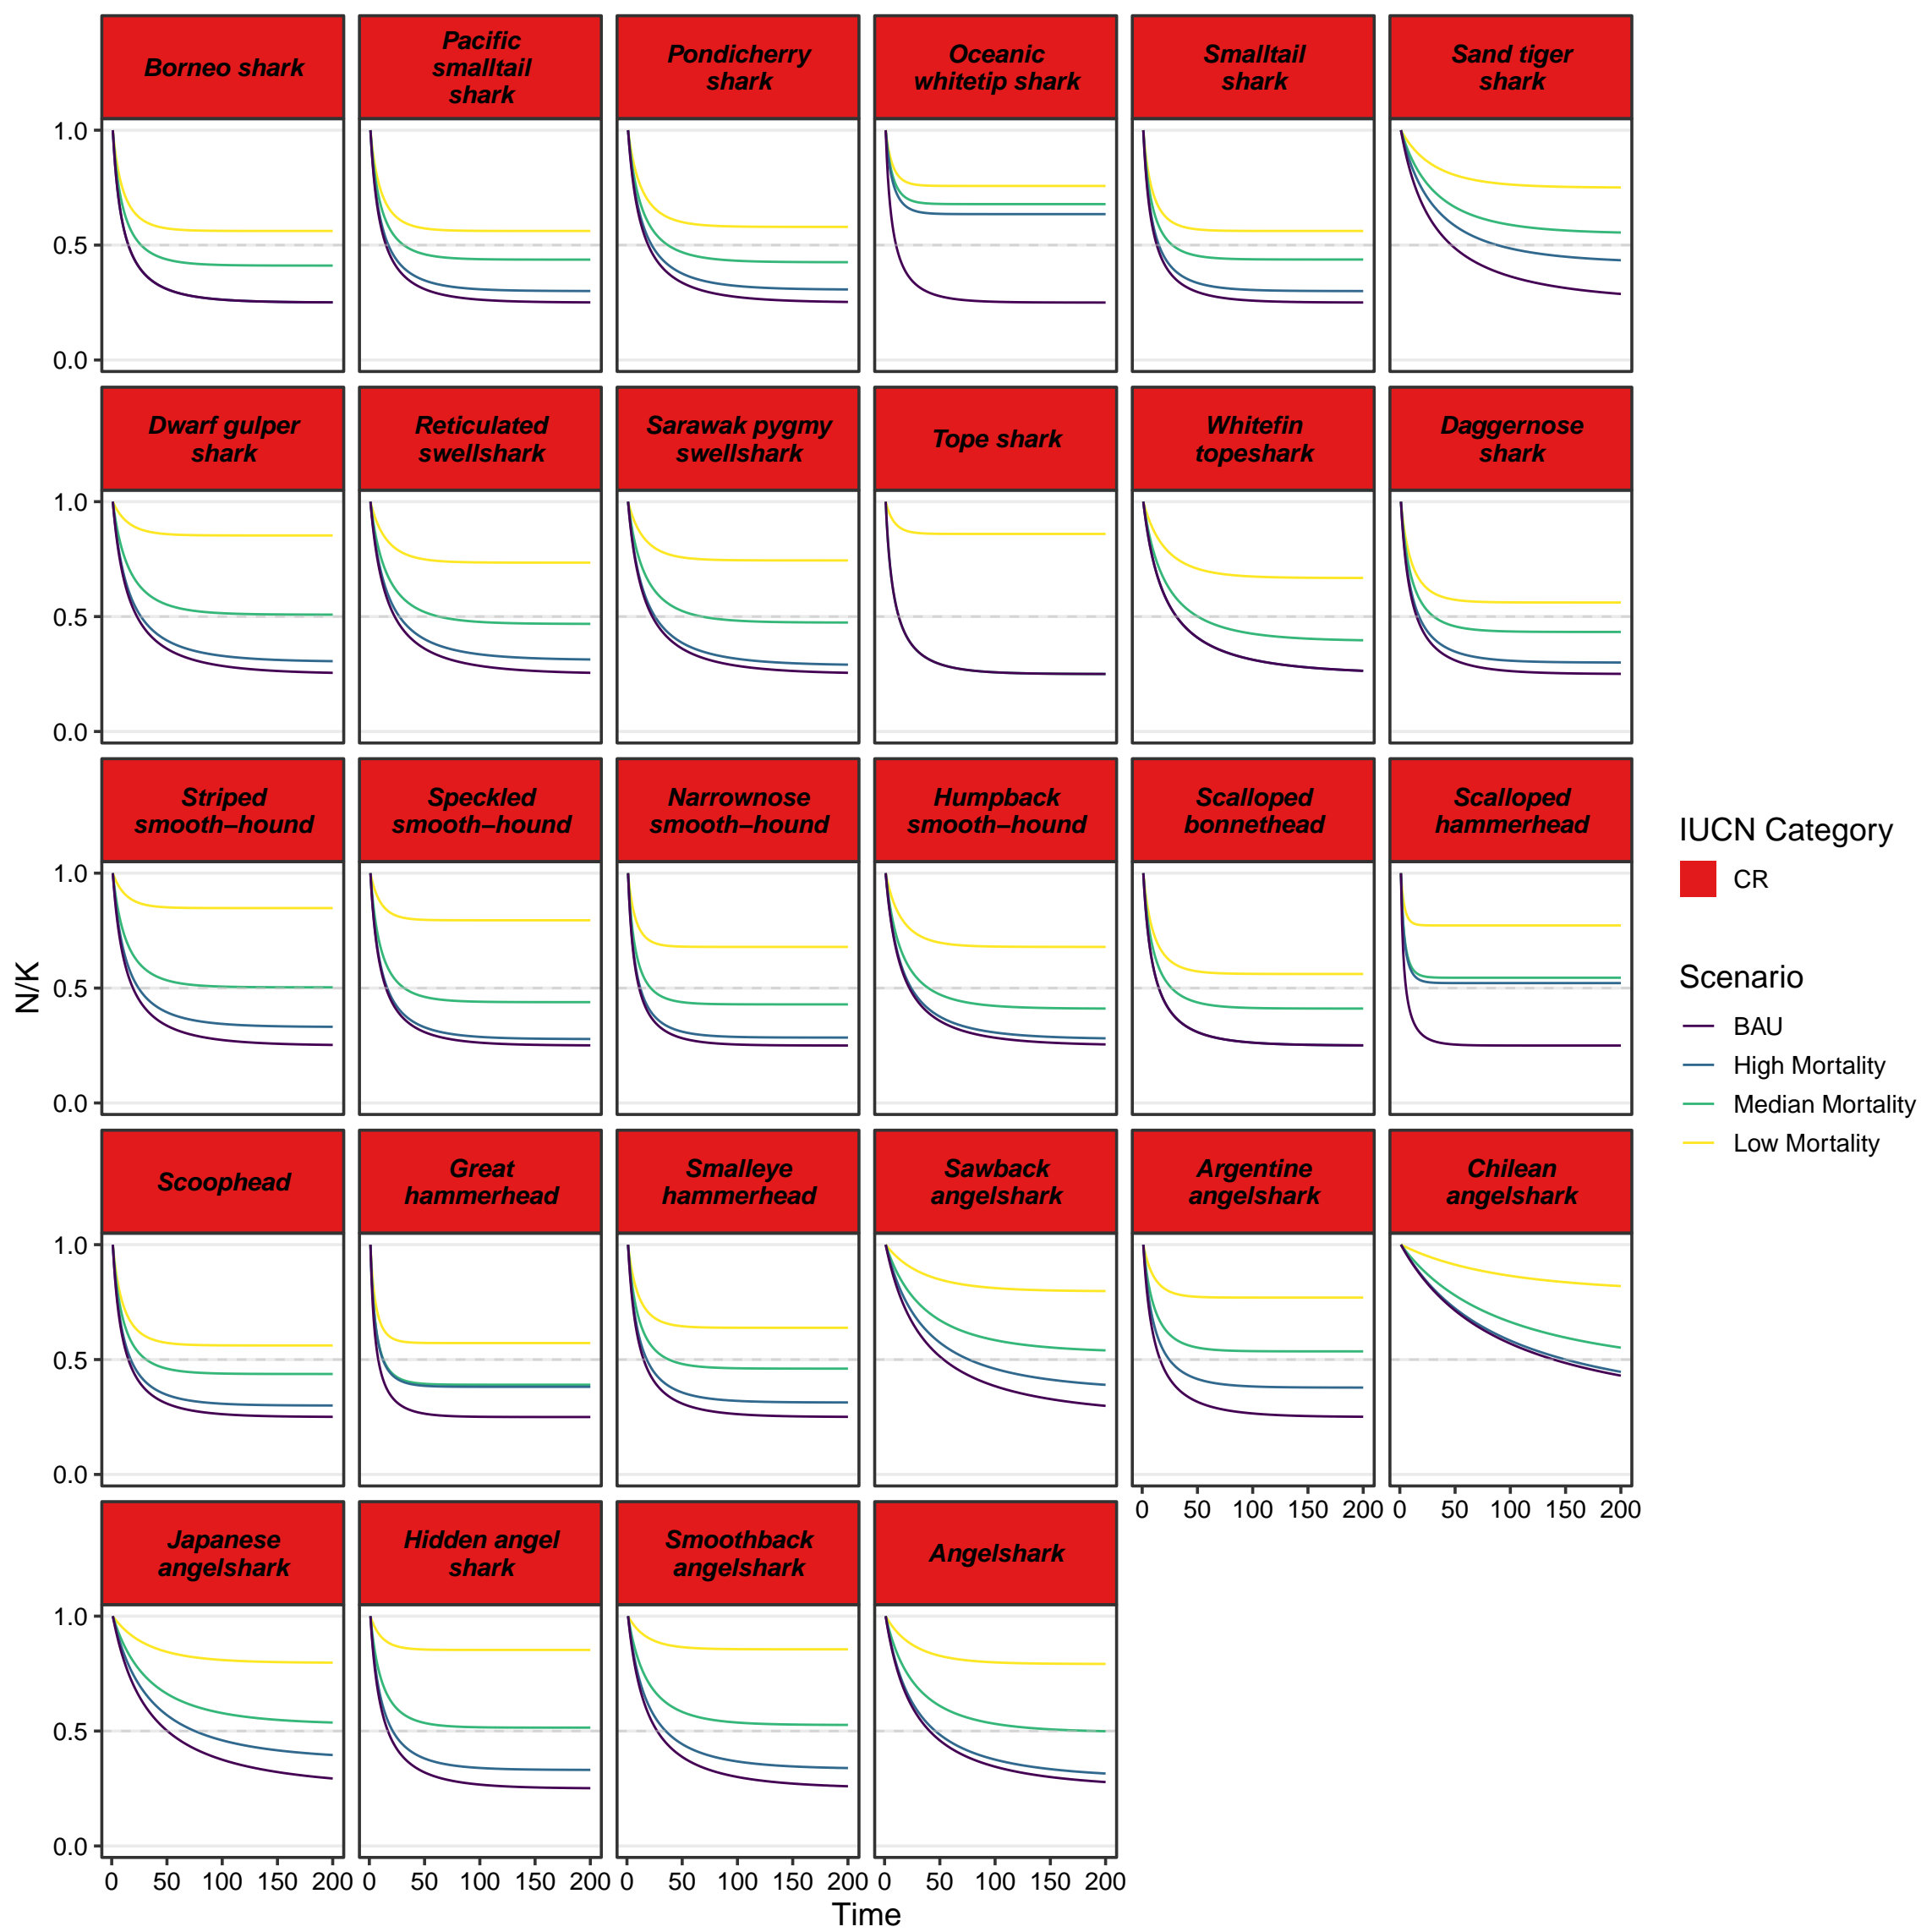 Borneo shark
Pacific
smalltail
shark
Pondicherry
shark
Oceanic
whitetip shark
Smalltail
shark
Sand tiger
shark
1.0
0.5
0.0
Dwarf gulper
shark
Reticulated
swellshark
Sarawak pygmy
swellshark
Tope shark
Whitefin
topeshark
Daggernose
shark
1.0
0.5
0.0
Striped
smooth–hound
Speckled
smooth–hound
Narrownose
smooth–hound
Humpback
smooth–hound
Scalloped
bonnethead
Scalloped
hammerhead
1.0
0.5
0.0
Scoophead
Great
hammerhead
Smalleye
hammerhead
Sawback
angelshark
Argentine
angelshark
Chilean
angelshark
1.0
0.5
0.0
0 50 100 150 200
0 50 100 150 200
Japanese
angelshark
Hidden angel
shark
Smoothback
angelshark
Angelshark
1.0
0.5
0.0
0 50 100 150 200
0 50 100 150 200
0 50 100 150 200
0 50 100 150 200
Time
N/K
IUCN Category
CR
Scenario
BAU
High Mortality
Median Mortality
Low Mortality